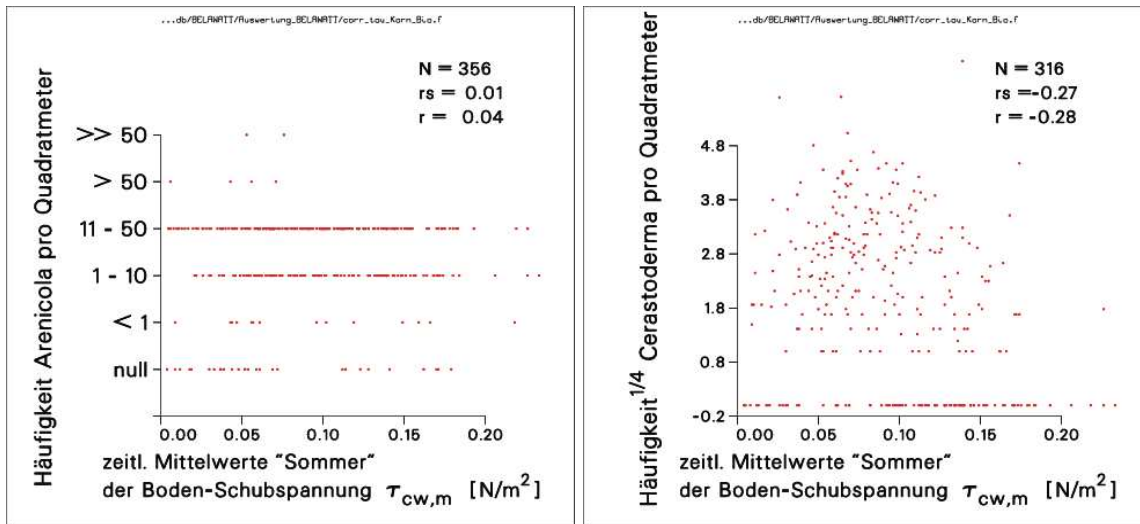 ...db/BELAWATT/Auswertung_BELAWATT/corr_tau_Korn_Bio.f
Häufigkeit Arenicola pro Quadratmeter
N = 356
rs = 0.01
r = 0.04
>> 50
> 50
11 - 50
1 - 10
< 1
null
0.00 0.05 0.10 0.15 0.20
zeitl. Mittelwerte "Sommer"
der Boden-Schubspannung τcw,m [N/m²]
...db/BELAWATT/Auswertung_BELAWATT/corr_tau_Korn_Bio.f
Häufigkeit¹/⁴ Cerastoderma pro Quadratmeter
N = 316
rs =-0.27
r = -0.28
4.8
3.8
2.8
1.8
0.8
-0.2
0.00 0.05 0.10 0.15 0.20
zeitl. Mittelwerte "Sommer"
der Boden-Schubspannung τcw,m [N/m²]